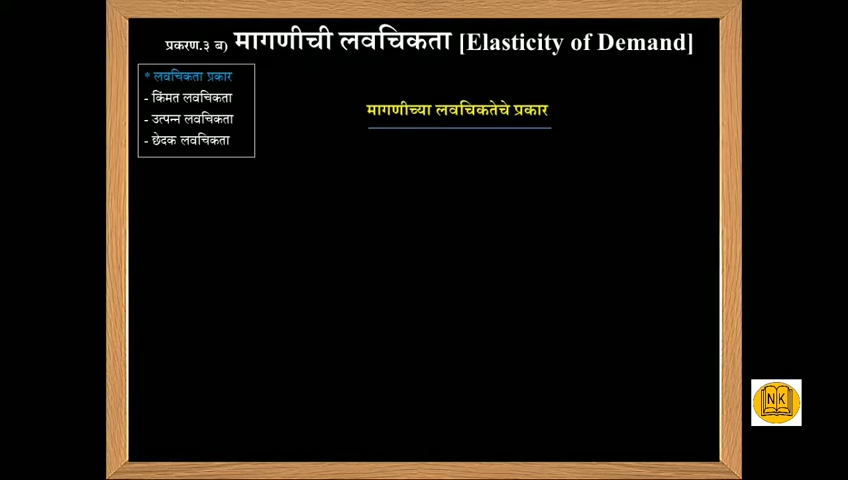 प्रकरण.३ ब) मागणीची लवचिकता [Elasticity of Demand]
* लवचिकता प्रकार
- किंमत लवचिकता
- उत्पन्न लवचिकता
- छेदक लवचिकता
मागणीच्या लवचिकतेचे प्रकार
NK